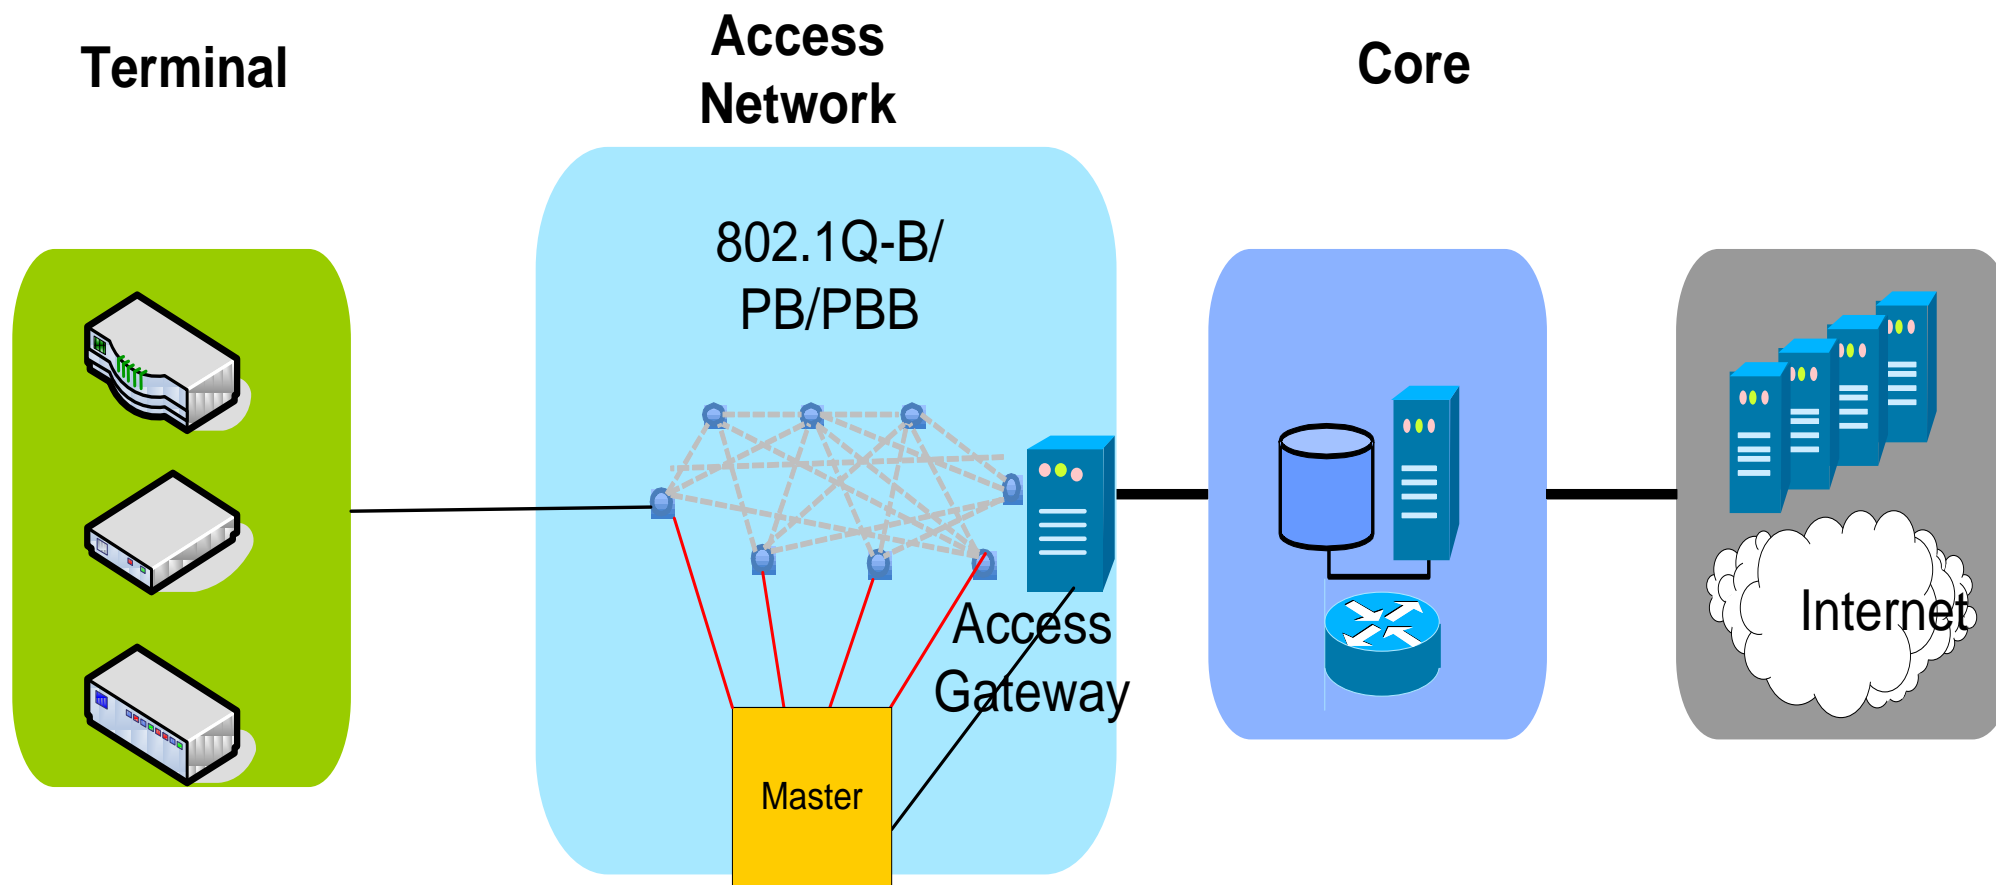 Terminal
Access
Network
Core
802.1Q-B/
PB/PBB
Access
Gateway
Master
Internet